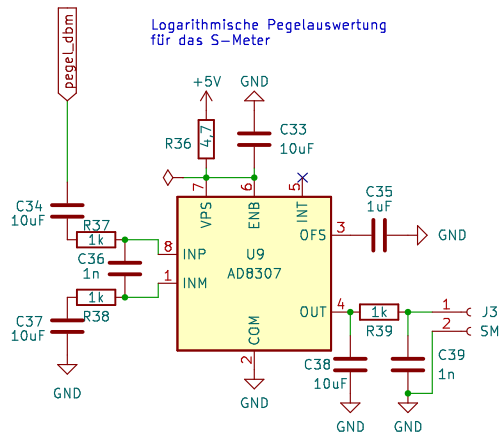 Logarithmische Pegelauswertung
für das S-Meter
pegel_dbm
+5V
GND
R36
4,7
C33
10uF
7
6
5
VPS
ENB
INT
C34
10uF
R37
1k
C36
1n
1k
R38
C37
10uF
GND
8
INP
1
INM
U9
AD8307
OFS
3
C35
1uF
GND
OUT
4
1k
R39
COM
2
GND
C38
10uF
GND
C39
1n
GND
1
J3
2
SM